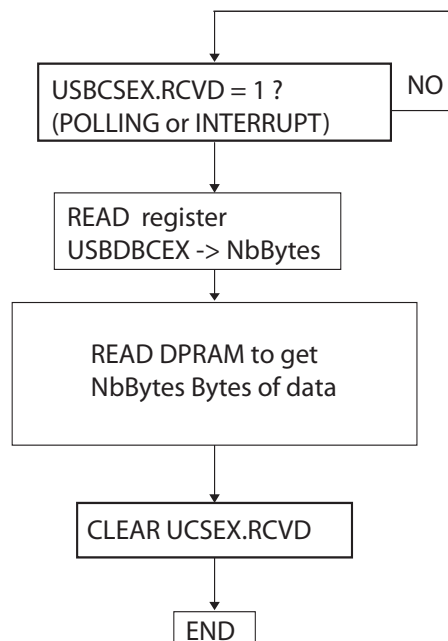 USBCSEX.RCVD = 1 ?
(POLLING or INTERRUPT)
NO
READ register
USBDBCEX -> NbBytes
READ DPRAM to get
NbBytes Bytes of data
CLEAR UCSEX.RCVD
END